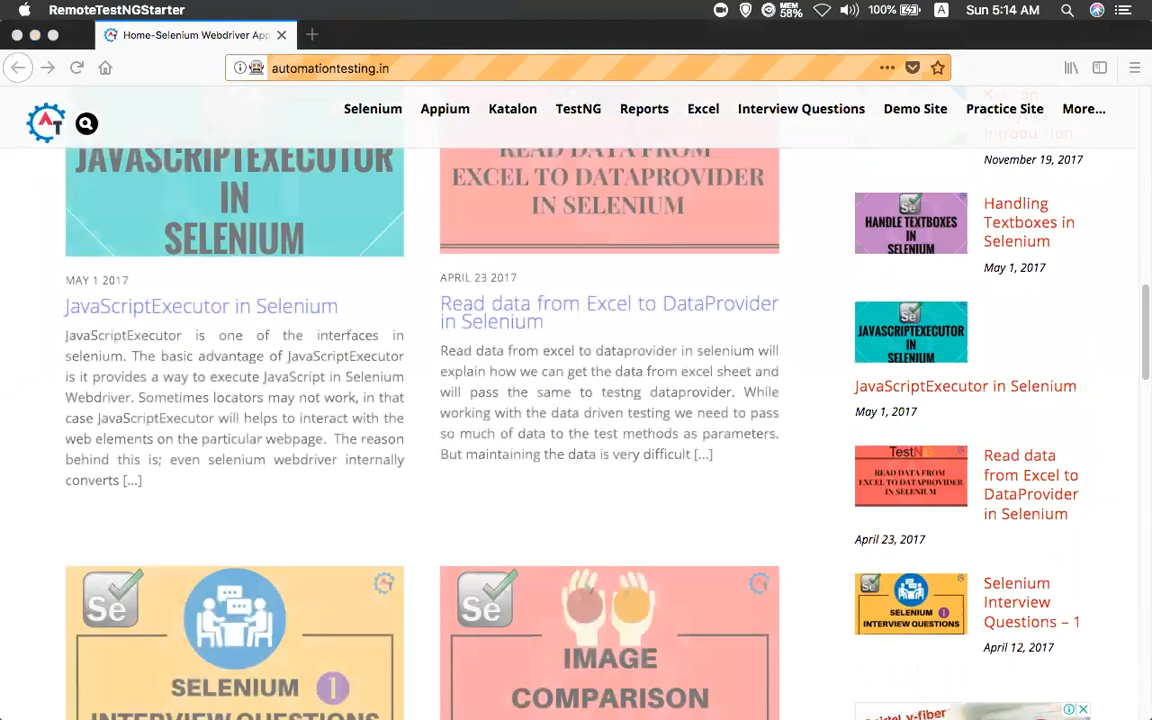 RemoteTestNGStarter
MEM 58%
100%
A
Sun 5:14 AM
Home-Selenium Webdriver App
automationtesting.in
Selenium Appium Katalon TestNG Reports Excel Interview Questions Demo Site Practice Site More...
AT
JAVASCRIPTEXECUTOR
IN
SELENIUM
MAY 1 2017
JavaScriptExecutor in Selenium
JavaScriptExecutor is one of the interfaces in
selenium. The basic advantage of JavaScriptExecutor
is it provides a way to execute JavaScript in Selenium
Webdriver. Sometimes locators may not work, in that
case JavaScriptExecutor will helps to interact with the
web elements on the particular webpage. The reason
behind this is; even selenium webdriver internally
converts [...]
READ DATA FROM
EXCEL TO DATAPROVIDER
IN SELENIUM
APRIL 23 2017
Read data from Excel to DataProvider
in Selenium
Read data from excel to dataprovider in selenium will
explain how we can get the data from excel sheet and
will pass the same to testng dataprovider. While
working with the data driven testing we need to pass
so much of data to the test methods as parameters.
But maintaining the data is very difficult [...]
Se
SELENIUM 1
INTERVIEW QUESTIONS
Se
IMAGE
COMPARISON
Introduction
November 19, 2017
Se
HANDLE TEXTBOXES
IN
SELENIUM
Handling
Textboxes in
Selenium
May 1, 2017
Se
JAVASCRIPTEXECUTOR
IN
SELENIUM
JavaScriptExecutor in Selenium
May 1, 2017
TestNG
READ DATA FROM
EXCEL TO DATAPROVIDER
IN SELENIUM
Read data
from Excel to
DataProvider
in Selenium
April 23, 2017
Se
SELENIUM 1
INTERVIEW QUESTIONS
Selenium
Interview
Questions – 1
April 12, 2017